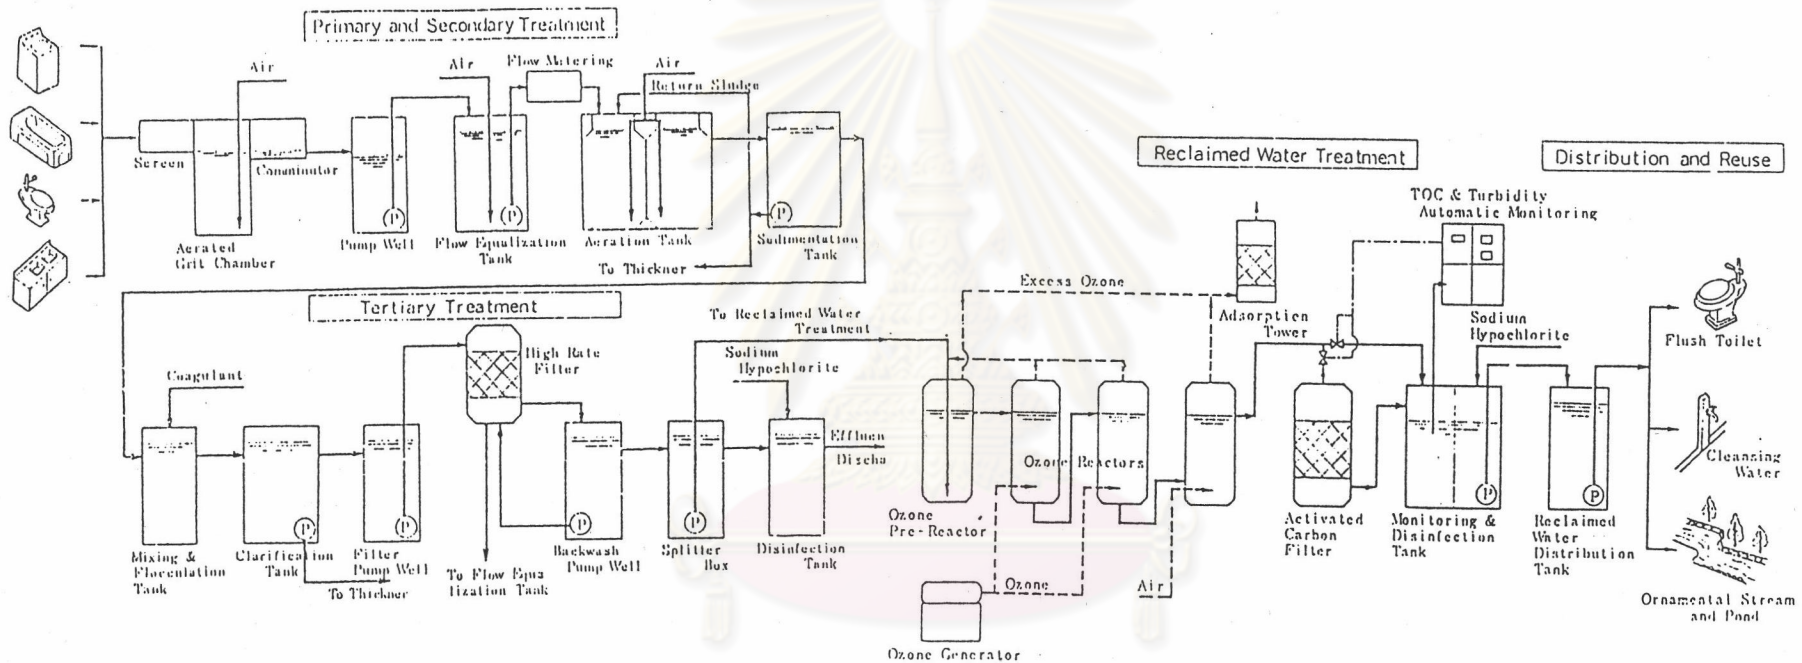 Primary and Secondary Treatment
Air
Air
Flow Metering
Air
Return Sludge
Screen
Comminutor
Aerated
Grit Chamber
Pump Well
P
Flow Equalization
Tank
P
Aeration Tank
To Thickner
P
Sudimentation
Tank
Reclaimed Water Treatment
Distribution and Reuse
TOC & Turbidity
Automatic Monitoring
Tertiary Treatment
Coagulant
High Rate
Filter
To Reclaimed Water
Treatment
Sodium
Hypochlorite
Excess Ozone
Adsorption
Tower
Sodium
Hypochlorite
Flush Toilet
Effluen
Discha
Ozone Reactors
Cleansing
Water
Mixing &
Flocculation
Tank
P
Clarification
Tank
To Thickner
P
Filter
Pump Well
To Flow Equa
lization Tank
P
Backwash
Pump Well
P
Splitter
Box
Disinfection
Tank
Ozone
Pre-Reactor
Ozone
Air
Ozone Generator
Activated
Carbon
Filter
P
Monitoring &
Disinfection
Tank
P
Reclaimed
Water
Distribution
Tank
Ornamental Stream
and Pond